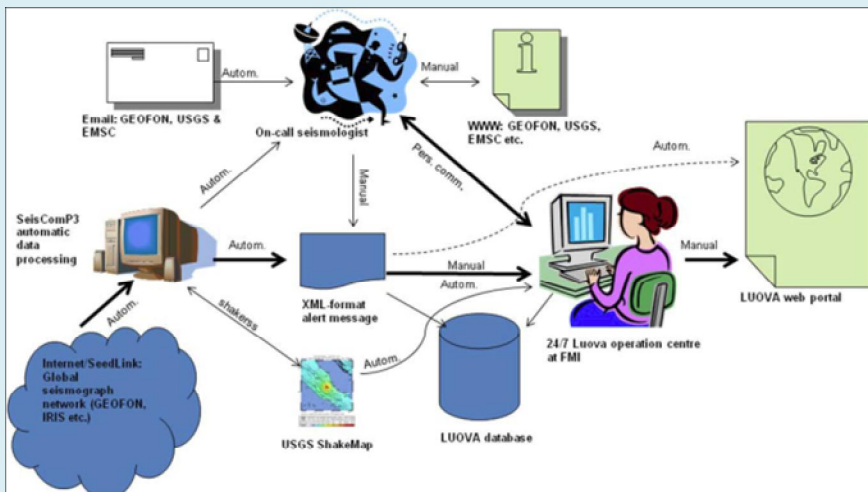 Autom.
Manual
Email: GEOFON, USGS &
EMSC
On-call seismologist
WWW: GEOFON, USGS,
EMSC etc.
Autom.
Pers. comm.
Autom.
Manual
SeisComP3
automatic
data
processing
Autom.
Manual
Autom.
Manual
XML-format
alert message
LUOVA web portal
Autom.
shakerss
Autom.
24/7 Luova operation centre
at FMI
Internet/SeedLink:
Global
seismograph
network (GEOFON,
IRIS etc.)
USGS ShakeMap
LUOVA database